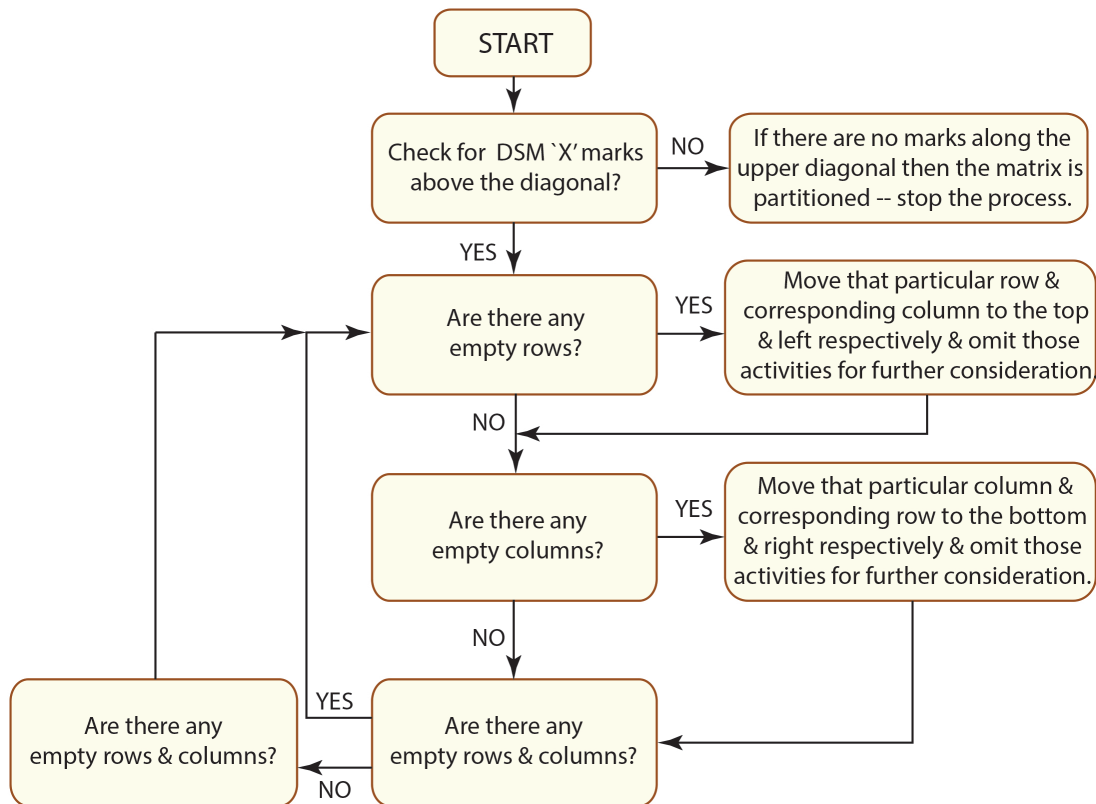 START
Check for DSM `X' marks
above the diagonal?
NO
If there are no marks along the
upper diagonal then the matrix is
partitioned -- stop the process.
YES
Are there any
empty rows?
YES
Move that particular row &
corresponding column to the top
& left respectively & omit those
activities for further consideration.
NO
Are there any
empty columns?
YES
Move that particular column &
corresponding row to the bottom
& right respectively & omit those
activities for further consideration.
NO
Are there any
empty rows & columns?
YES
NO
Are there any
empty rows & columns?